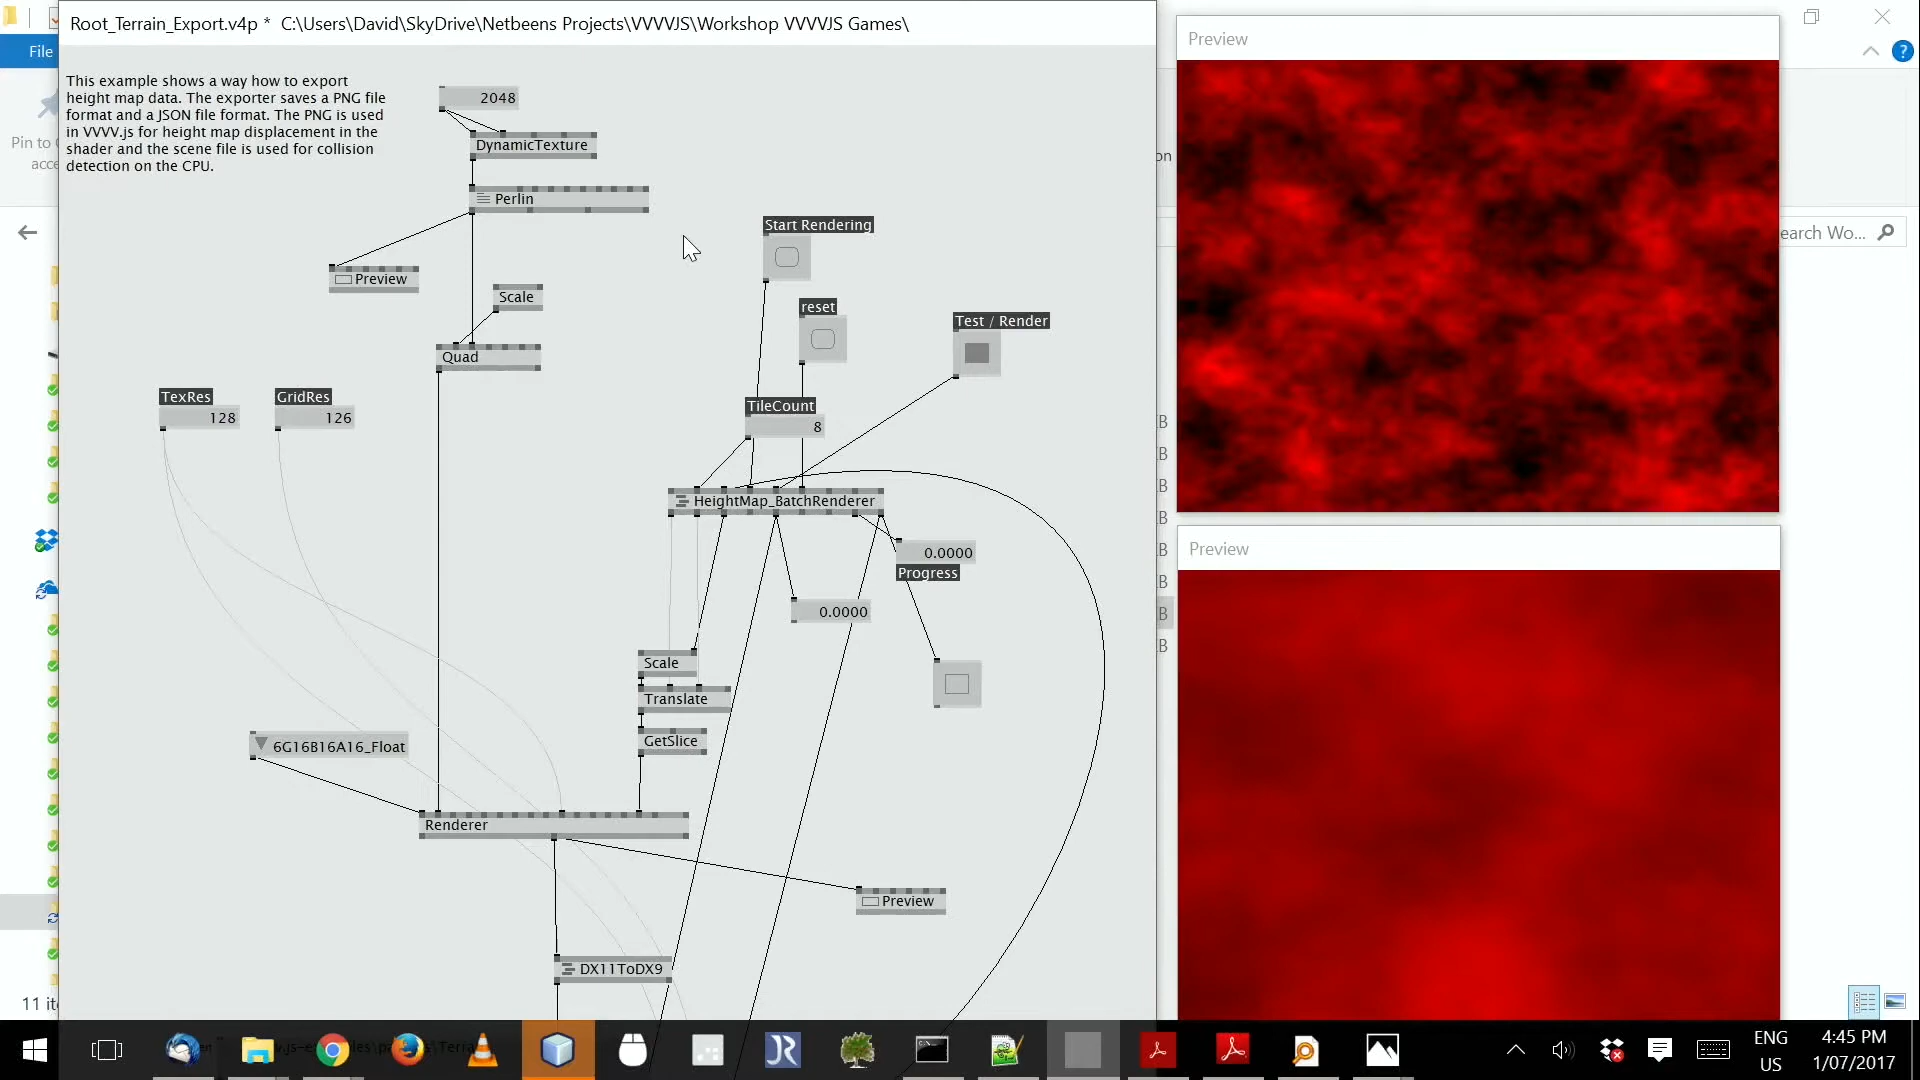 Root_Terrain_Export.v4p *  C:\Users\David\SkyDrive\Netbeens Projects\VVVVJS\Workshop VVVVJS Games\
File
This example shows a way how to export
height map data. The exporter saves a PNG file
format and a JSON file format. The PNG is used
in VVVV.js for height map displacement in the
shader and the scene file is used for collision
detection on the CPU.
Pin to
acce
2048
DynamicTexture
Perlin
Preview
Scale
Quad
Start Rendering
reset
Test / Render
TexRes
128
GridRes
126
TileCount
8
HeightMap_BatchRenderer
0.0000
Progress
0.0000
Scale
Translate
GetSlice
6G16B16A16_Float
Renderer
Preview
DX11ToDX9
11 it
on
B
B
B
B
B
B
B
B
Preview
Preview
earch Wo...
?
ENG
US
4:45 PM
1/07/2017